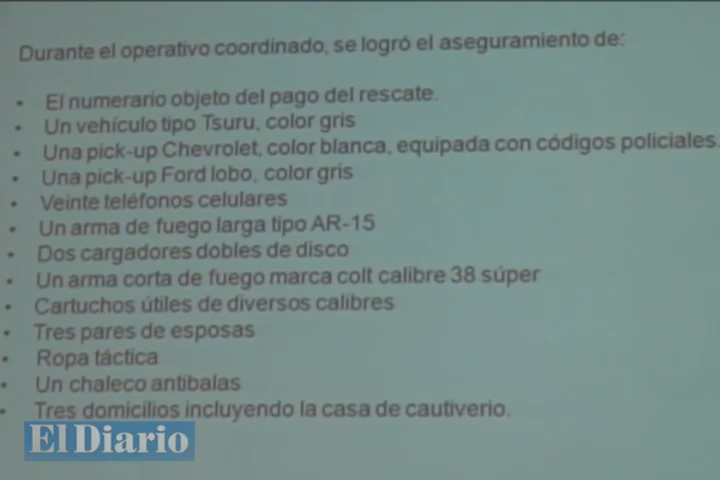 Durante el operativo coordinado, se logró el aseguramiento de:
• El numerario objeto del pago del rescate.
• Un vehículo tipo Tsuru, color gris
• Una pick-up Chevrolet, color blanca, equipada con códigos policiales.
• Una pick-up Ford lobo, color gris
• Veinte teléfonos celulares
• Un arma de fuego larga tipo AR-15
• Dos cargadores dobles de disco
• Un arma corta de fuego marca colt calibre 38 súper
• Cartuchos útiles de diversos calibres
• Tres pares de esposas
• Ropa táctica
• Un chaleco antibalas
• Tres domicilios incluyendo la casa de cautiverio.
El Diario